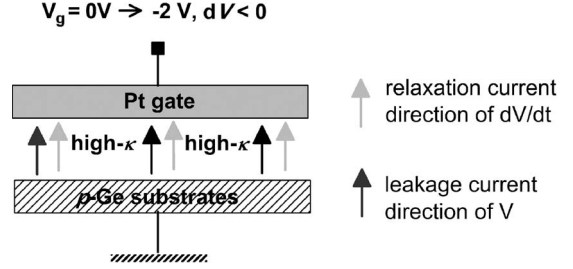 V_g = 0V → -2 V, dV < 0
Pt gate
high-κ high-κ
p-Ge substrates
relaxation current
direction of dV/dt
leakage current
direction of V